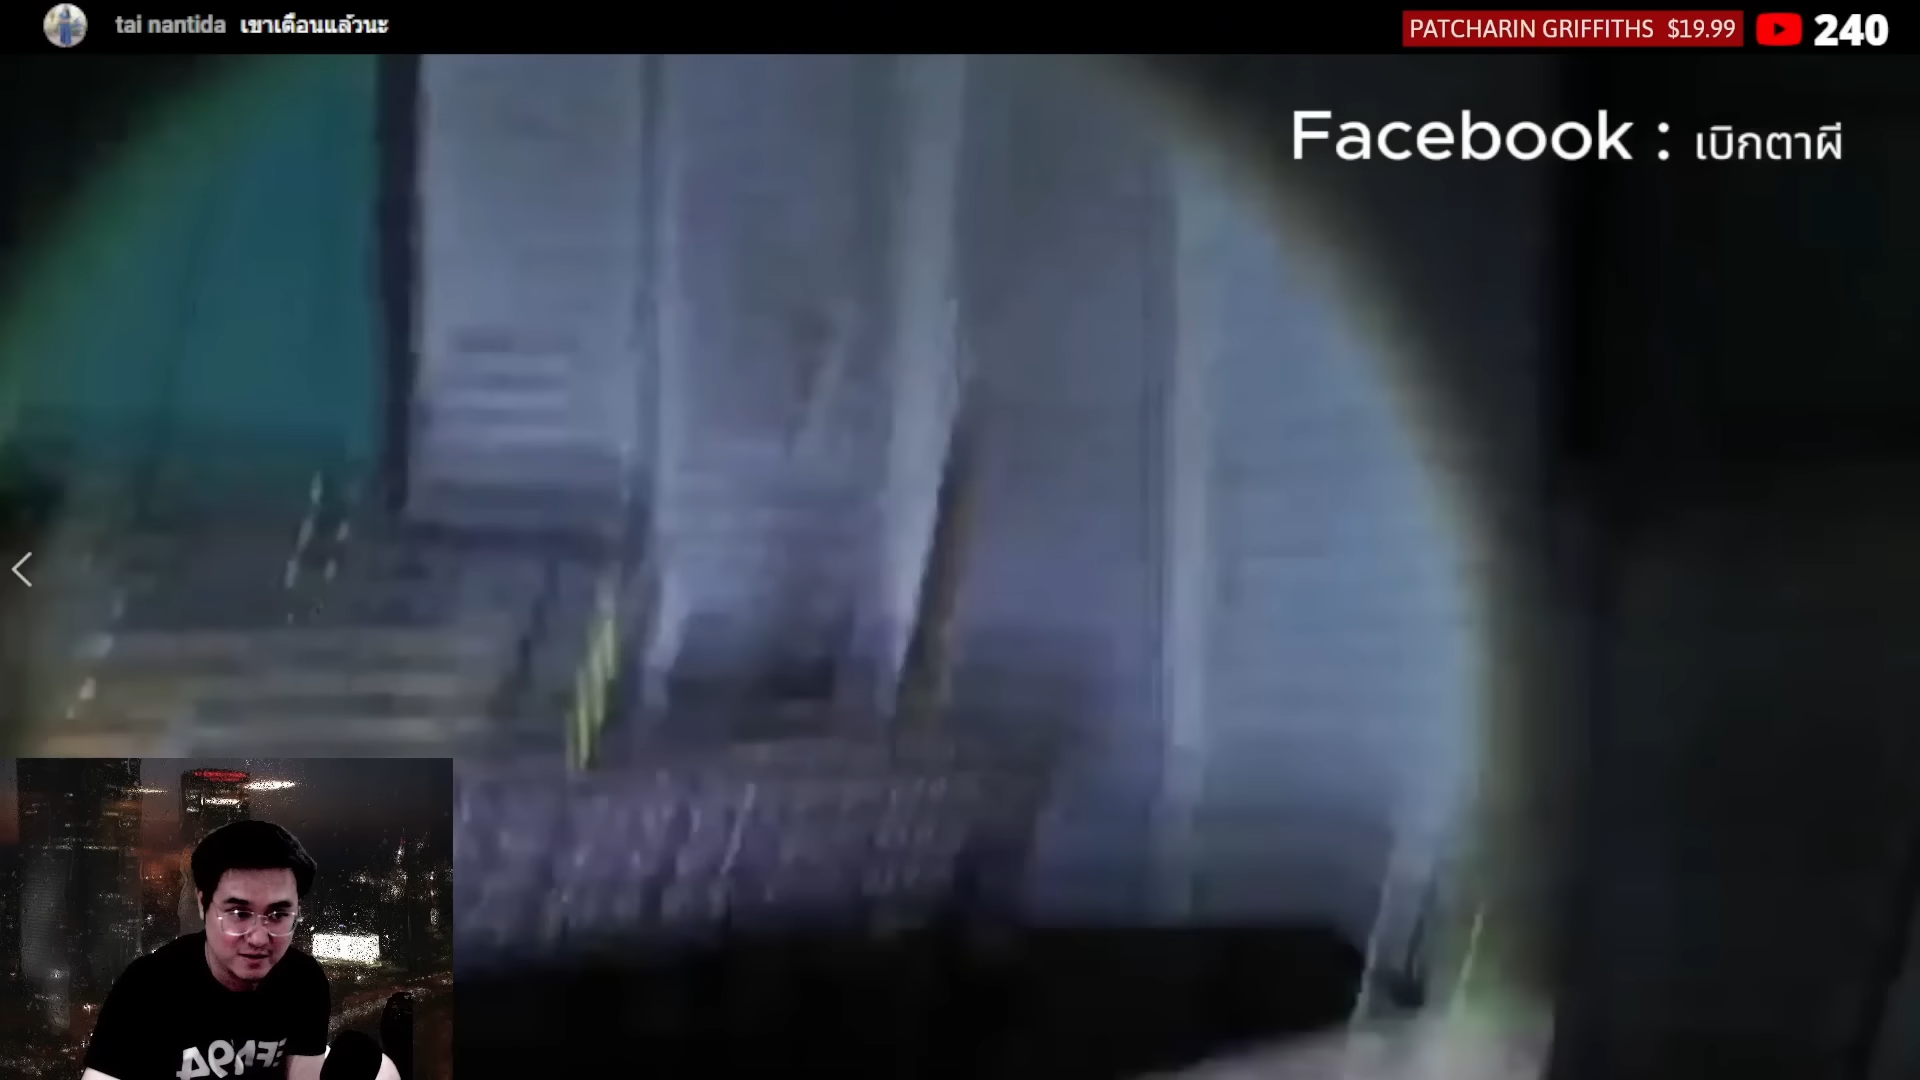 tai nantida เขาเตือนแล้วนะ
PATCHARIN GRIFFITHS $19.99
240
Facebook : เบิกตาผี